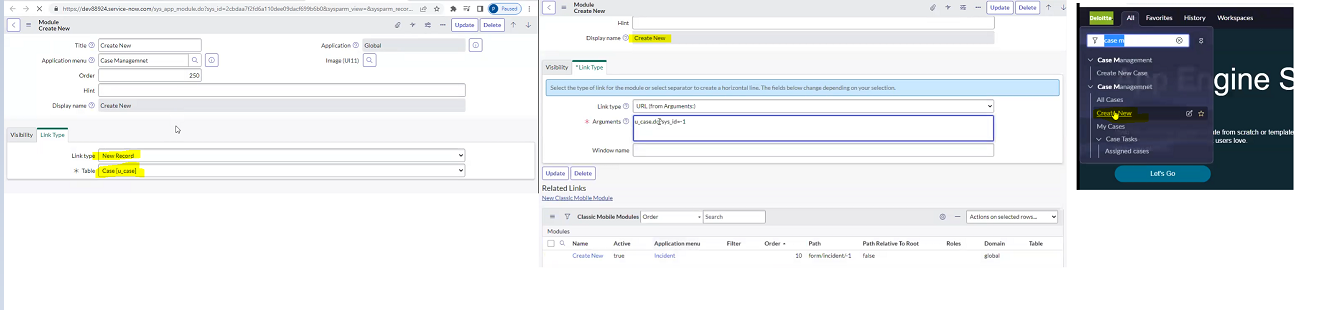 https://dev88924.service-now.com/sys_app_module.do?sys_id=2cbdaa7f2fd6a110dee09dacf699b6b0&sysparm_view=&sysparm_recor...
Paused
Module
Create New
Update
Delete
Title
Create New
Application
Global
Application menu
Case Managemnet
Image (UI11)
Order
250
Hint
Display name
Create New
Visibility
Link Type
Link type
New Record
Table
Case [u_case]
Module
Create New
Update
Delete
Hint
Display name
Create New
Visibility
*Link Type
Select the type of link for the module or select separator to create a horizontal line. The fields below change depending on your selection.
Link type
URL (from Arguments:)
Arguments
u_case.do?sys_id=-1
Window name
Update
Delete
Related Links
New Classic Mobile Module
Classic Mobile Modules
Order
Search
Actions on selected rows...
Modules
Name Active Application menu Filter Order Path Path Relative To Root Roles Domain Table
Create New true Incident 10 form/incident/-1 false global
Deloitte
All
Favorites
History
Workspaces
case m
Case Management
Create New Case
Case Managemnet
All Cases
Create New
My Cases
Case Tasks
Assigned cases
Engine S
ate from scratch or template
users love.
Let's Go